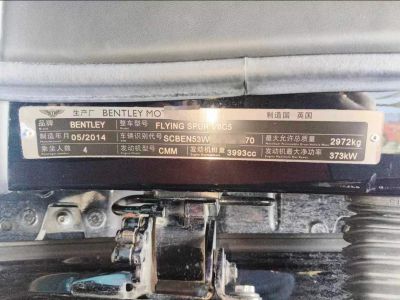 生产厂 BENTLEY MO 制造国 英国
品牌 BENTLEY 整车型号 FLYING SPUR V8C5
制造年月 05/2014 车辆识别代号 SCBEN53W 70 最大允许总质量 2972kg
乘坐人数 4 发动机型号 CMM 发动机排量 3993cc 发动机最大净功率 373kW